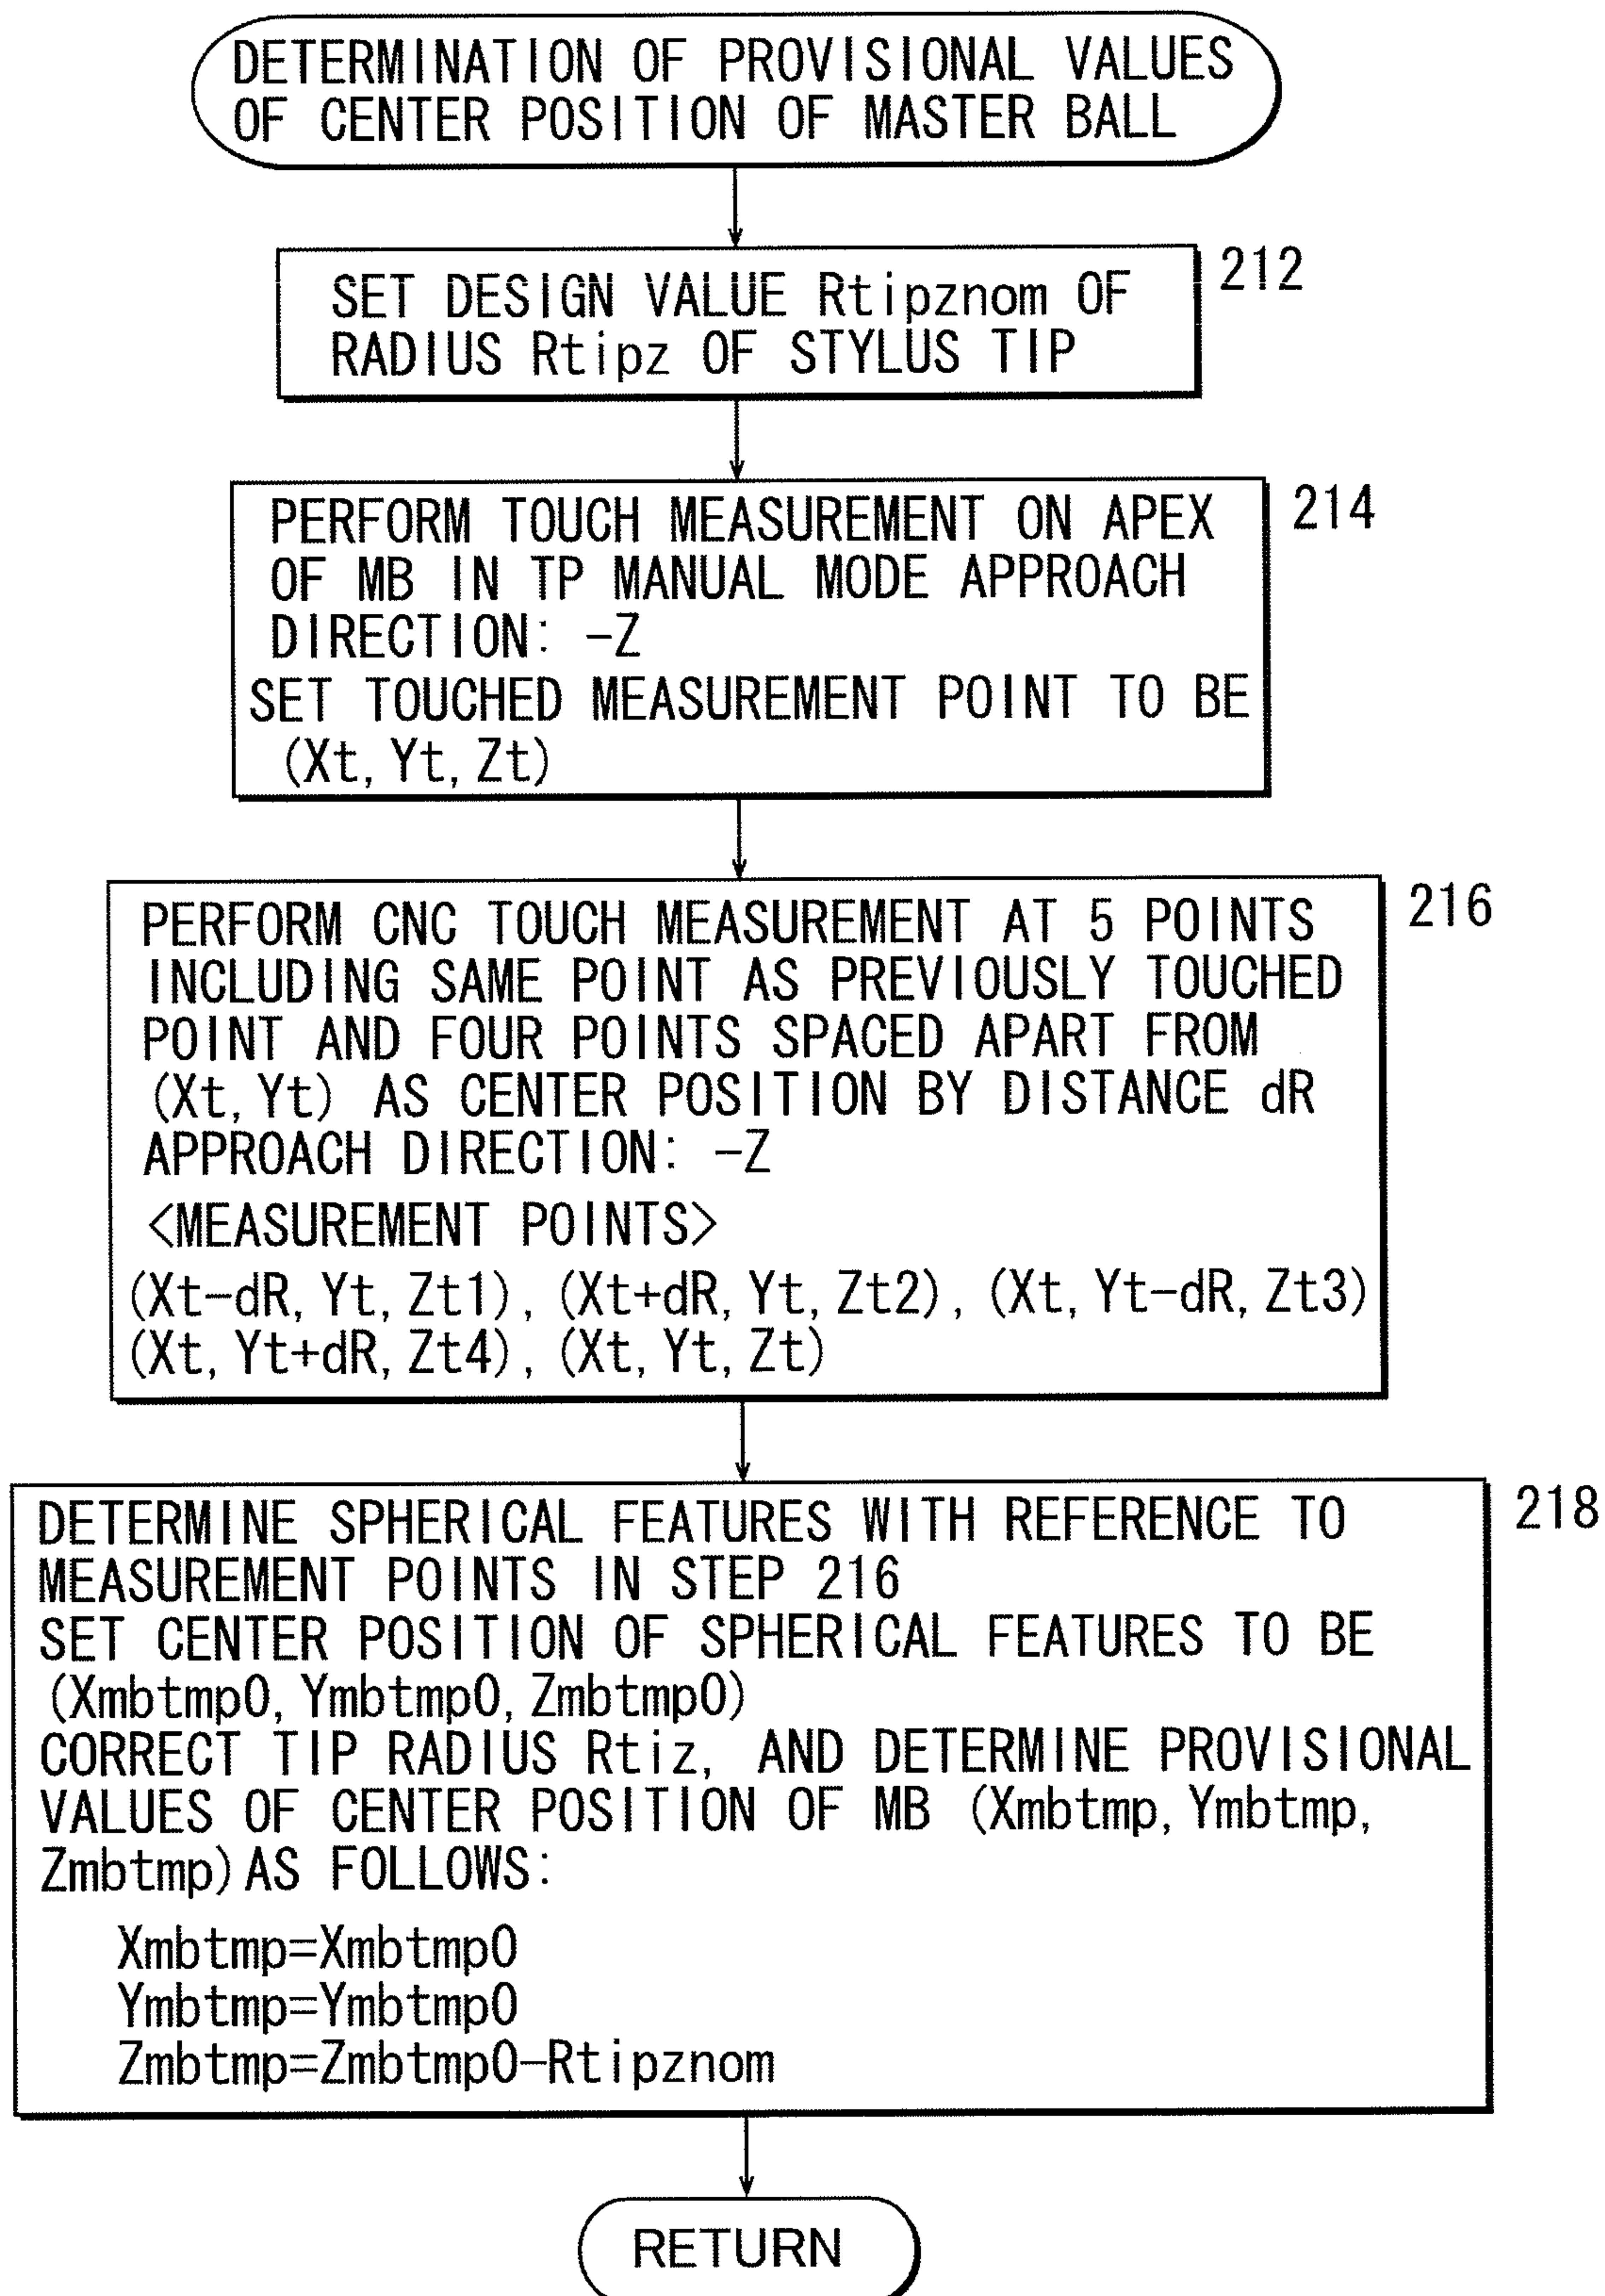 DETERMINATION OF PROVISIONAL VALUES
OF CENTER POSITION OF MASTER BALL
212
SET DESIGN VALUE Rtipznom OF
RADIUS Rtipz OF STYLUS TIP
214
PERFORM TOUCH MEASUREMENT ON APEX
OF MB IN TP MANUAL MODE APPROACH
DIRECTION: -Z
SET TOUCHED MEASUREMENT POINT TO BE
(Xt, Yt, Zt)
216
PERFORM CNC TOUCH MEASUREMENT AT 5 POINTS
INCLUDING SAME POINT AS PREVIOUSLY TOUCHED
POINT AND FOUR POINTS SPACED APART FROM
(Xt, Yt) AS CENTER POSITION BY DISTANCE dR
APPROACH DIRECTION: -Z
<MEASUREMENT POINTS>
(Xt-dR, Yt, Zt1), (Xt+dR, Yt, Zt2), (Xt, Yt-dR, Zt3)
(Xt, Yt+dR, Zt4), (Xt, Yt, Zt)
218
DETERMINE SPHERICAL FEATURES WITH REFERENCE TO
MEASUREMENT POINTS IN STEP 216
SET CENTER POSITION OF SPHERICAL FEATURES TO BE
(Xmbtmp0, Ymbtmp0, Zmbtmp0)
CORRECT TIP RADIUS Rtiz, AND DETERMINE PROVISIONAL
VALUES OF CENTER POSITION OF MB (Xmbtmp, Ymbtmp,
Zmbtmp) AS FOLLOWS:
Xmbtmp=Xmbtmp0
Ymbtmp=Ymbtmp0
Zmbtmp=Zmbtmp0-Rtipznom
RETURN